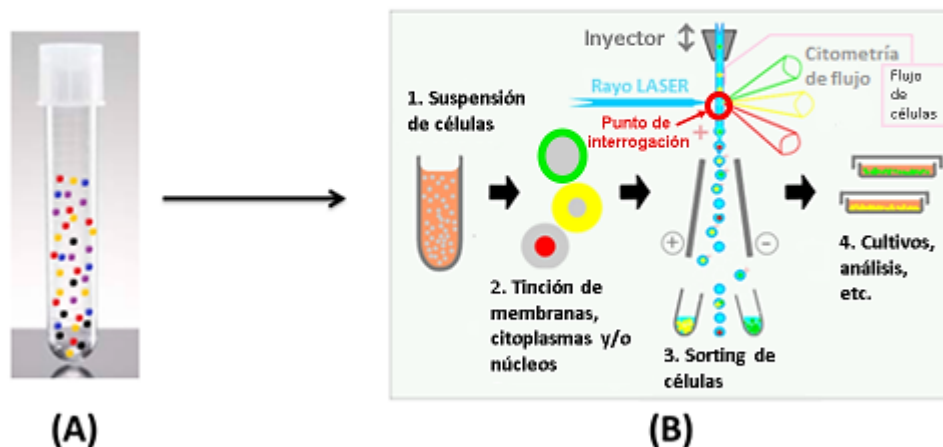 Inyector
Citometría
de flujo
Flujo
de
células
Rayo LASER
1. Suspensión
de células
Punto de
interrogación
+
+
−
2. Tinción de
membranas,
citoplasmas y/o
núcleos
3. Sorting de
células
4. Cultivos,
análisis,
etc.
(A)
(B)